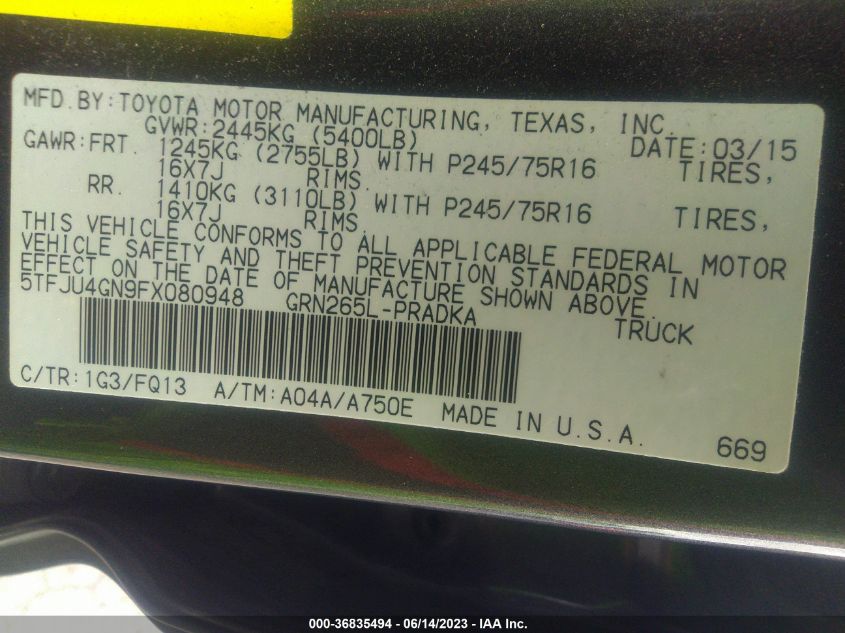 MFD.BY:TOYOTA MOTOR MANUFACTURING, TEXAS, INC.
GVWR:2445KG (5400LB) DATE:03/15
GAWR:FRT. 1245KG (2755LB) WITH P245/75R16 TIRES,
16X7J RIMS.
RR. 1410KG (3110LB) WITH P245/75R16 TIRES,
16X7J RIMS.
THIS VEHICLE CONFORMS TO ALL APPLICABLE FEDERAL MOTOR
VEHICLE SAFETY AND THEFT PREVENTION STANDARDS IN
EFFECT ON THE DATE OF MANUFACTURE SHOWN ABOVE.
5TFJU4GN9FX080948 GRN265L-PRADKA TRUCK
C/TR:1G3/FQ13 A/TM:A04A/A750E MADE IN U.S.A.
669
000-36835494 - 06/14/2023 - IAA Inc.